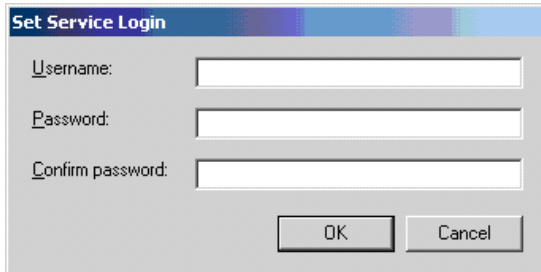 Set Service Login
Username:
Password:
Confirm password:
OK Cancel